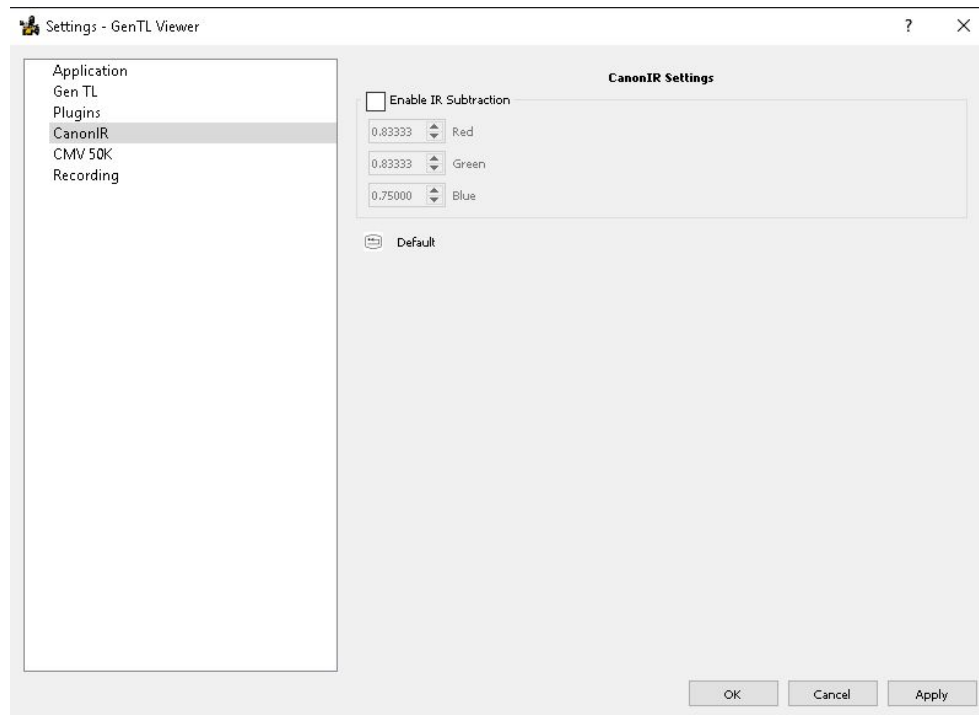 Settings - GenTL Viewer
?
Application
Gen TL
Plugins
CanonIR
CMV 50K
Recording
CanonIR Settings
Enable IR Subtraction
0.83333 Red
0.83333 Green
0.75000 Blue
Default
OK Cancel Apply